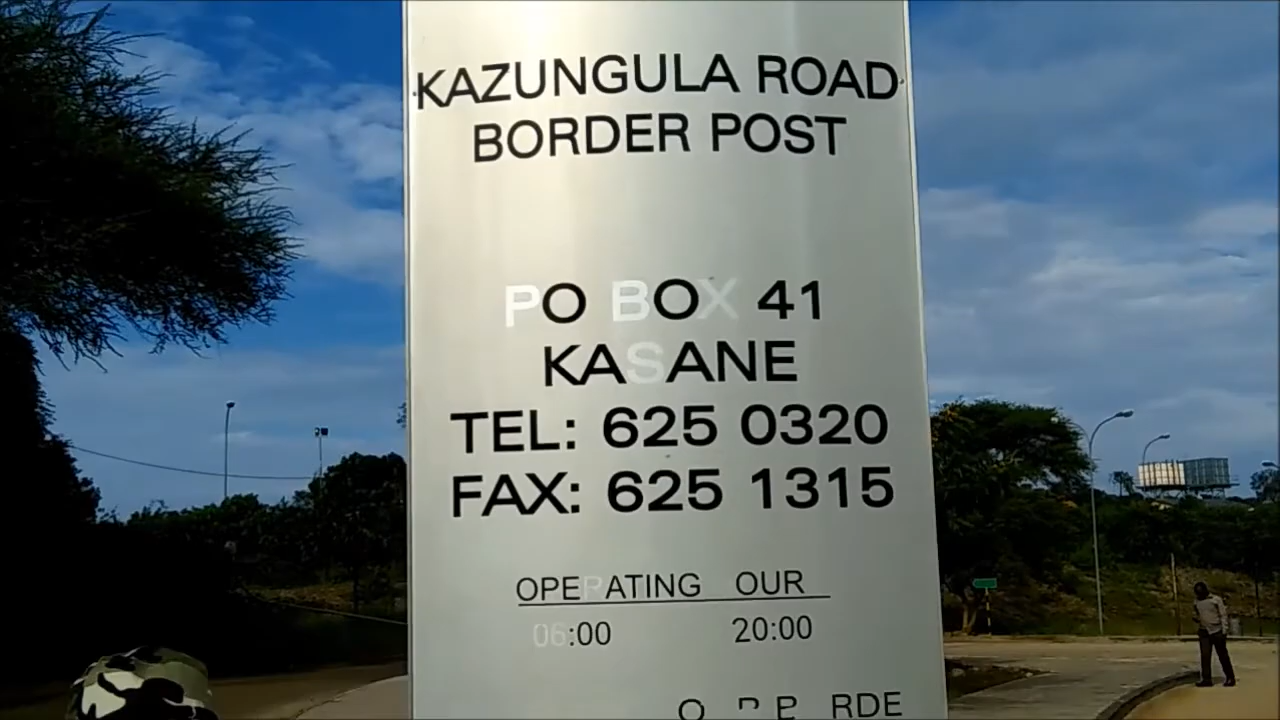 KAZUNGULA ROAD
BORDER POST
PO BOX 41
KASANE
TEL: 625 0320
FAX: 625 1315
OPERATING OUR
06:00 20:00